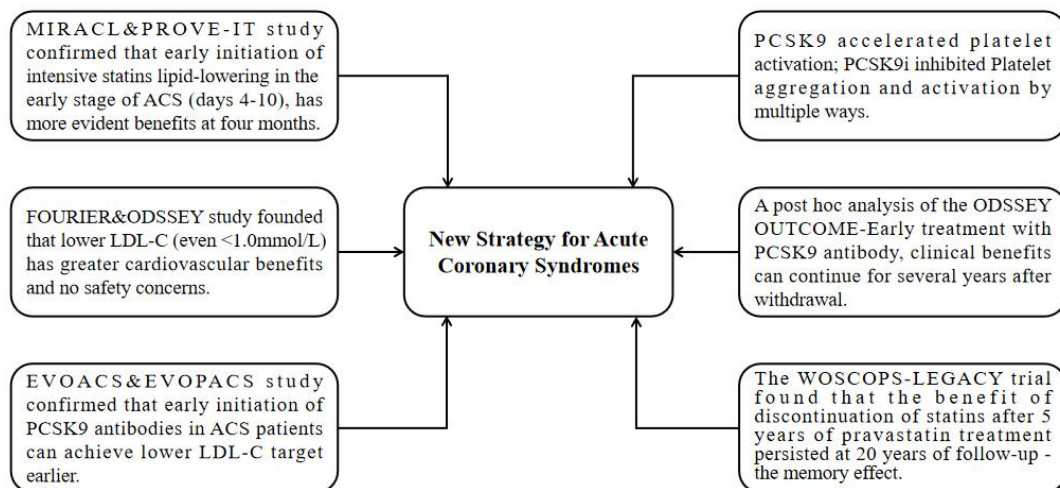 MIRACL&PROVE-IT study
confirmed that early initiation of
intensive statins lipid-lowering in the
early stage of ACS (days 4-10), has
more evident benefits at four months.
FOURIER&ODSSEY study founded
that lower LDL-C (even <1.0mmol/L)
has greater cardiovascular benefits
and no safety concerns.
EVOACS&EVOPACS study
confirmed that early initiation of
PCSK9 antibodies in ACS patients
can achieve lower LDL-C target
earlier.
New Strategy for Acute
Coronary Syndromes
PCSK9 accelerated platelet
activation; PCSK9i inhibited Platelet
aggregation and activation by
multiple ways.
A post hoc analysis of the ODSSEY
OUTCOME-Early treatment with
PCSK9 antibody, clinical benefits
can continue for several years after
withdrawal.
The WOSCOPS-LEGACY trial
found that the benefit of
discontinuation of statins after 5
years of pravastatin treatment
persisted at 20 years of follow-up -
the memory effect.